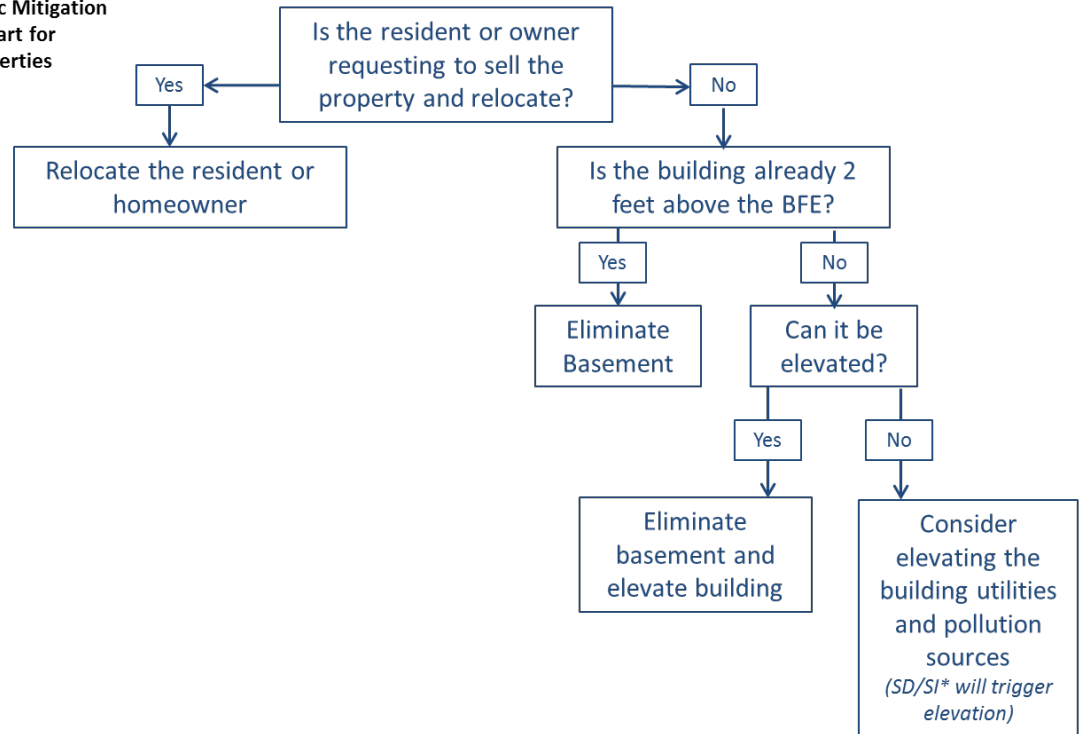 c Mitigation
art for
erties
Is the resident or owner
requesting to sell the
property and relocate?
Yes
No
Relocate the resident or
homeowner
Is the building already 2
feet above the BFE?
Yes
No
Eliminate
Basement
Can it be
elevated?
Yes
No
Eliminate
basement and
elevate building
Consider
elevating the
building utilities
and pollution
sources
(SD/SI* will trigger
elevation)